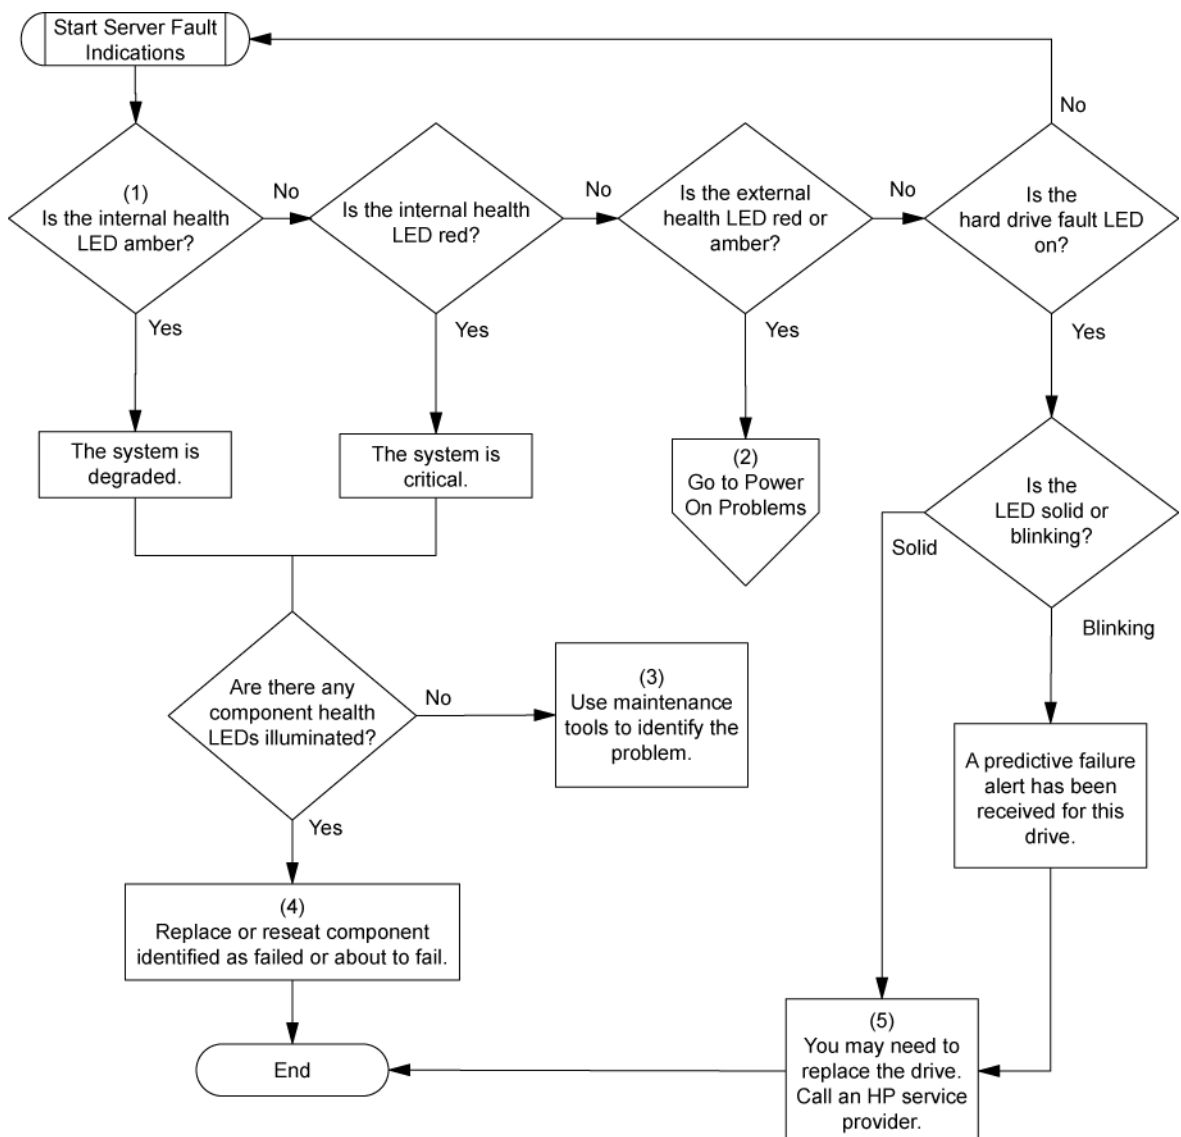 Start Server Fault
Indications
No
(1)
Is the internal health
LED amber?
No
Is the internal health
LED red?
No
Is the external
health LED red or
amber?
No
Is the
hard drive fault LED
on?
Yes
Yes
Yes
Yes
The system is
degraded.
The system is
critical.
(2)
Go to Power
On Problems
Is the
LED solid or
blinking?
Solid
Blinking
Are there any
component health
LEDs illuminated?
No
(3)
Use maintenance
tools to identify the
problem.
A predictive failure
alert has been
received for this
drive.
Yes
(4)
Replace or reseat component
identified as failed or about to fail.
End
(5)
You may need to
replace the drive.
Call an HP service
provider.